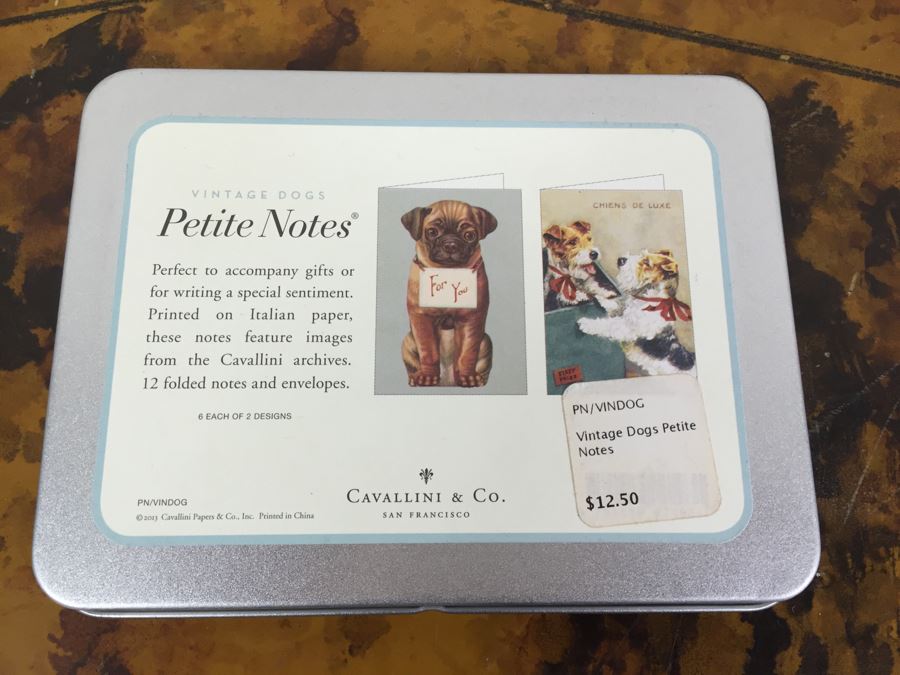 VINTAGE DOGS
Petite Notes®
Perfect to accompany gifts or
for writing a special sentiment.
Printed on Italian paper,
these notes feature images
from the Cavallini archives.
12 folded notes and envelopes.
6 EACH OF 2 DESIGNS
For You
CHIENS DE LUXE
FIRST
PRIZE
PN/VINDOG
Vintage Dogs Petite
Notes
$12.50
CAVALLINI & CO.
SAN FRANCISCO
PN/VINDOG
©2013 Cavallini Papers & Co., Inc. Printed in China